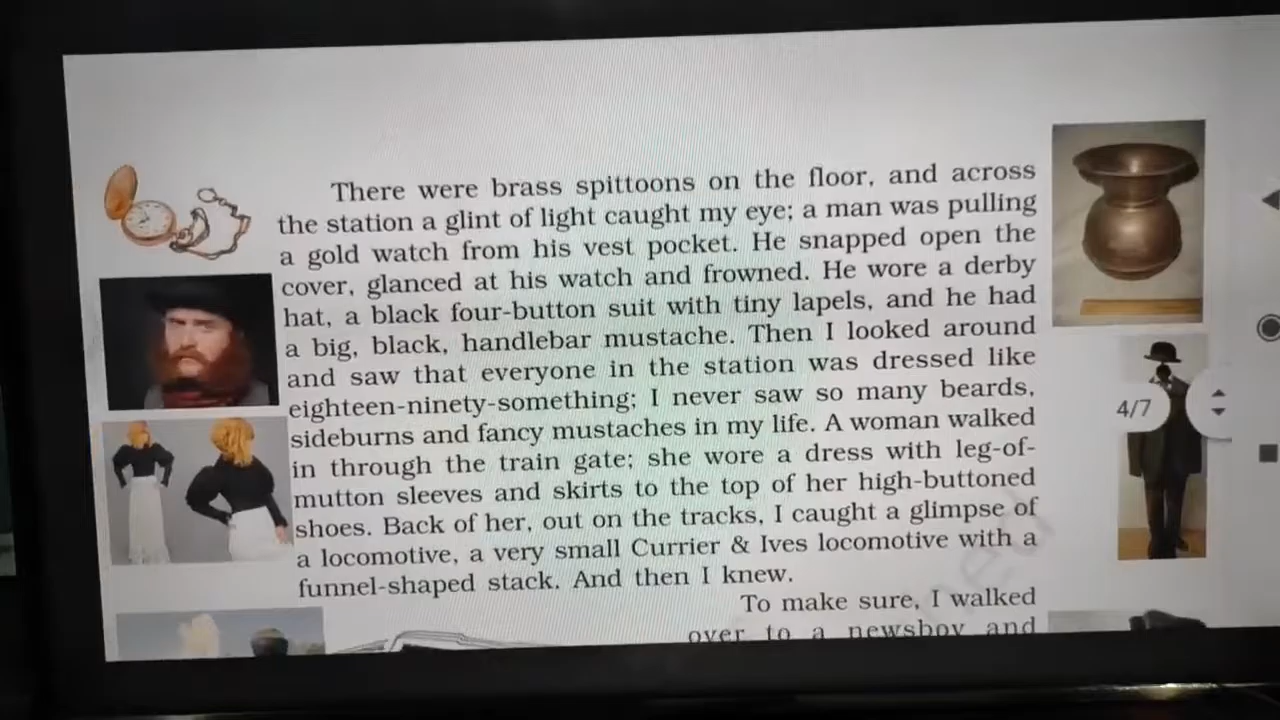 There were brass spittoons on the floor, and across
the station a glint of light caught my eye; a man was pulling
a gold watch from his vest pocket. He snapped open the
cover, glanced at his watch and frowned. He wore a derby
hat, a black four-button suit with tiny lapels, and he had
a big, black, handlebar mustache. Then I looked around
and saw that everyone in the station was dressed like
eighteen-ninety-something; I never saw so many beards,
sideburns and fancy mustaches in my life. A woman walked
in through the train gate; she wore a dress with leg-of-
mutton sleeves and skirts to the top of her high-buttoned
shoes. Back of her, out on the tracks, I caught a glimpse of
a locomotive, a very small Currier & Ives locomotive with a
funnel-shaped stack. And then I knew.
To make sure, I walked
over to a newsboy and
4/7